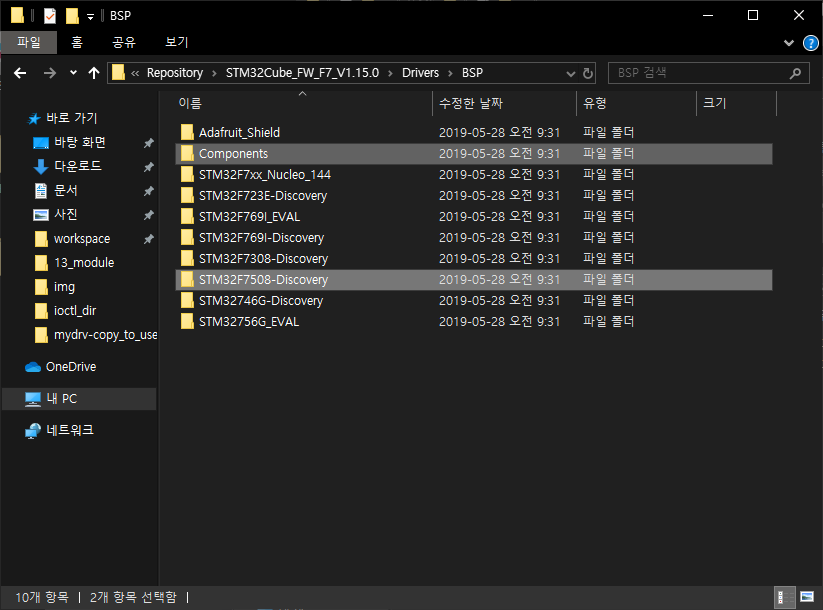 BSP
파일 홈 공유 보기
« Repository › STM32Cube_FW_F7_V1.15.0 › Drivers › BSP BSP 검색
이름 수정한 날짜 유형 크기
바로 가기
바탕 화면
다운로드
문서
사진
workspace
13_module
img
ioctl_dir
mydrv-copy_to_use
OneDrive
내 PC
네트워크
Adafruit_Shield 2019-05-28 오전 9:31 파일 폴더
Components 2019-05-28 오전 9:31 파일 폴더
STM32F7xx_Nucleo_144 2019-05-28 오전 9:31 파일 폴더
STM32F723E-Discovery 2019-05-28 오전 9:31 파일 폴더
STM32F769I_EVAL 2019-05-28 오전 9:31 파일 폴더
STM32F769I-Discovery 2019-05-28 오전 9:31 파일 폴더
STM32F7308-Discovery 2019-05-28 오전 9:31 파일 폴더
STM32F7508-Discovery 2019-05-28 오전 9:31 파일 폴더
STM32746G-Discovery 2019-05-28 오전 9:31 파일 폴더
STM32756G_EVAL 2019-05-28 오전 9:31 파일 폴더
10개 항목 | 2개 항목 선택함 |